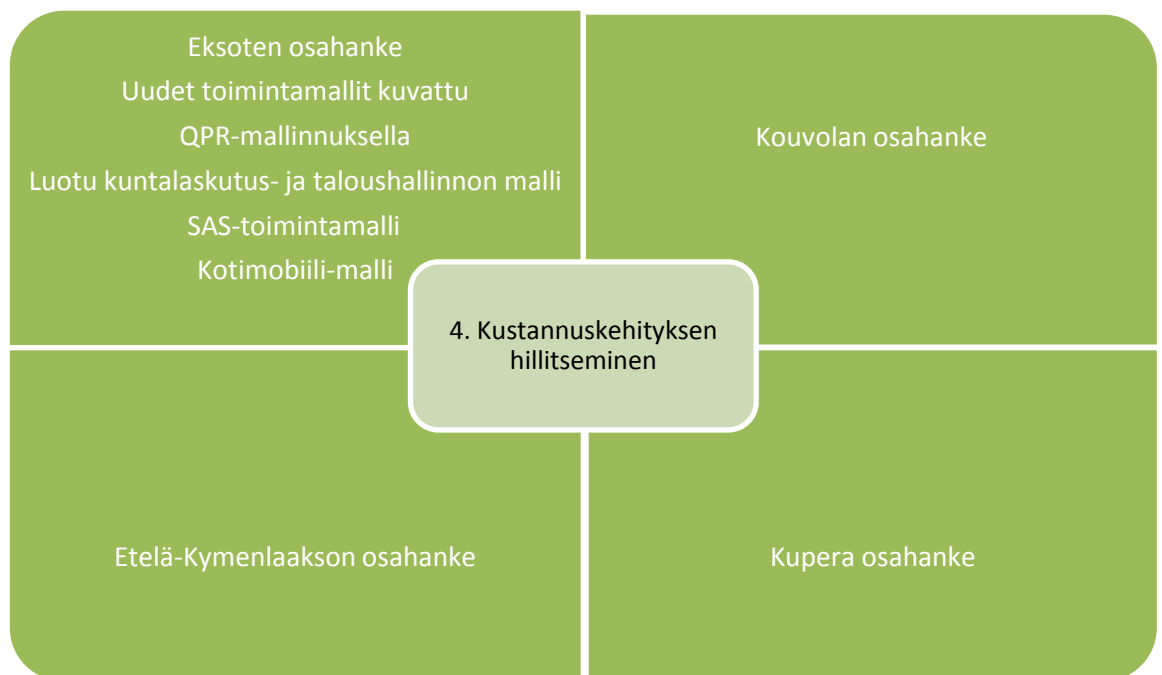 Eksoten osahanke
Uudet toimintamallit kuvattu
QPR-mallinnuksella
Luotu kuntalaskutus- ja taloushallinnon malli
SAS-toimintamalli
Kotimobiili-malli
Kouvolan osahanke
4. Kustannuskehityksen
hillitseminen
Etelä-Kymenlaakson osahanke
Kupera osahanke